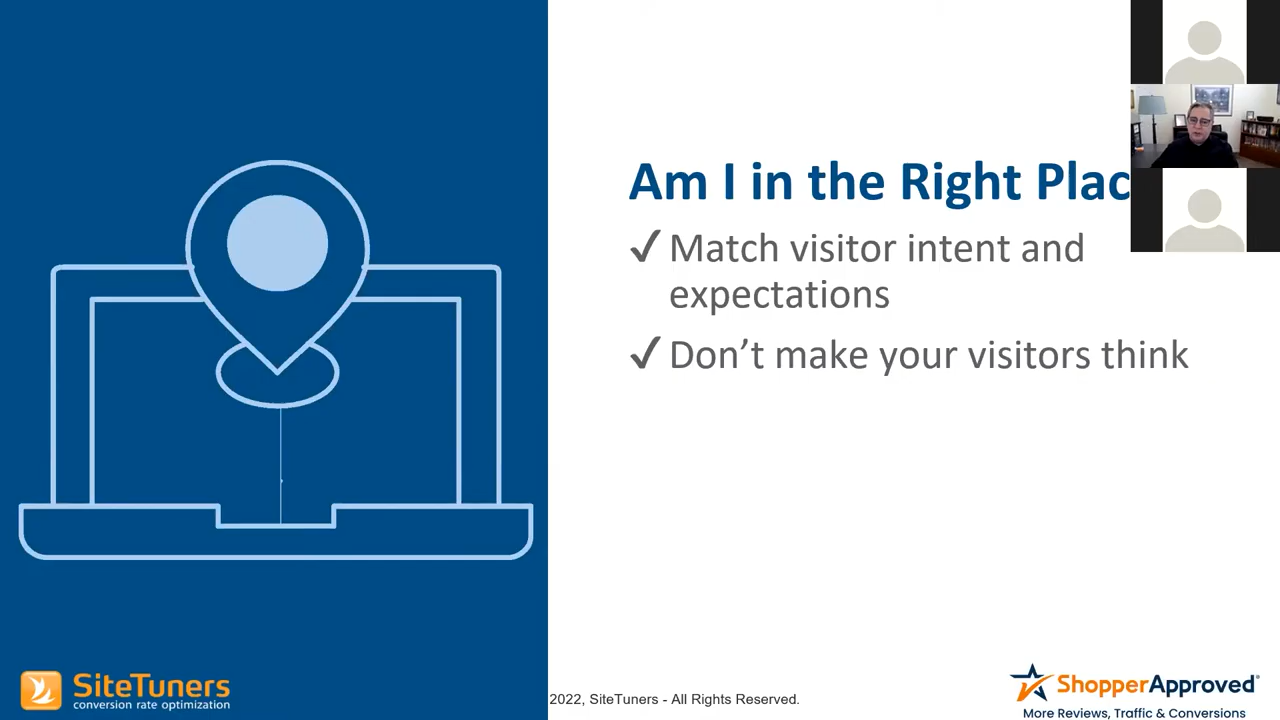 Am I in the Right Plac
✓ Match visitor intent and
expectations
✓ Don’t make your visitors think
SiteTuners
conversion rate optimization
2022, SiteTuners - All Rights Reserved.
ShopperApproved®
More Reviews, Traffic & Conversions